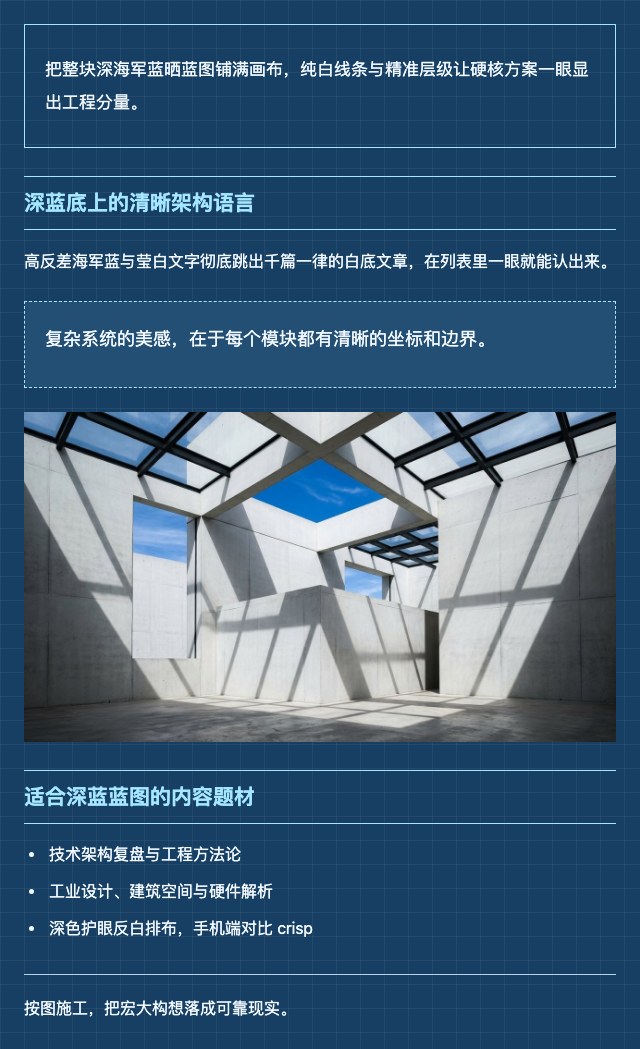 把整块深海军蓝晒蓝图铺满画布，纯白线条与精准层级让硬核方案一眼显
出工程分量。
深蓝底上的清晰架构语言
高反差海军蓝与莹白文字彻底跳出千篇一律的白底文章，在列表里一眼就能认出来。
复杂系统的美感，在于每个模块都有清晰的坐标和边界。
适合深蓝蓝图的内容题材
• 技术架构复盘与工程方法论
• 工业设计、建筑空间与硬件解析
• 深色护眼反白排布，手机端对比 crisp
按图施工，把宏大构想落成可靠现实。